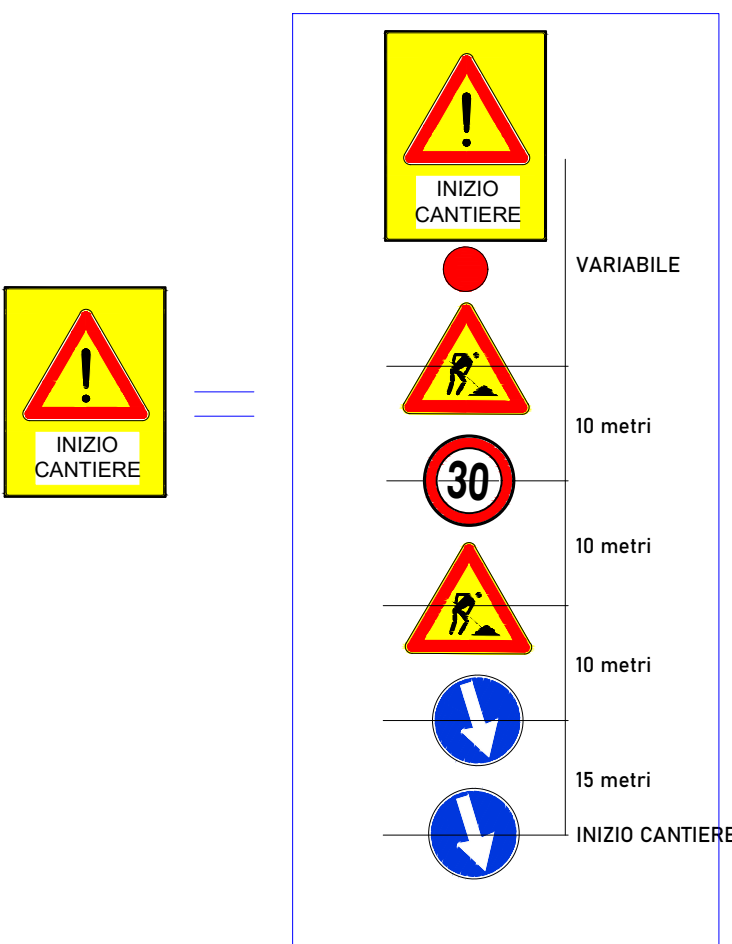 INIZIO
CANTIERE
VARIABILE
INIZIO
CANTIERE
10 metri
30
10 metri
10 metri
15 metri
INIZIO CANTIERE